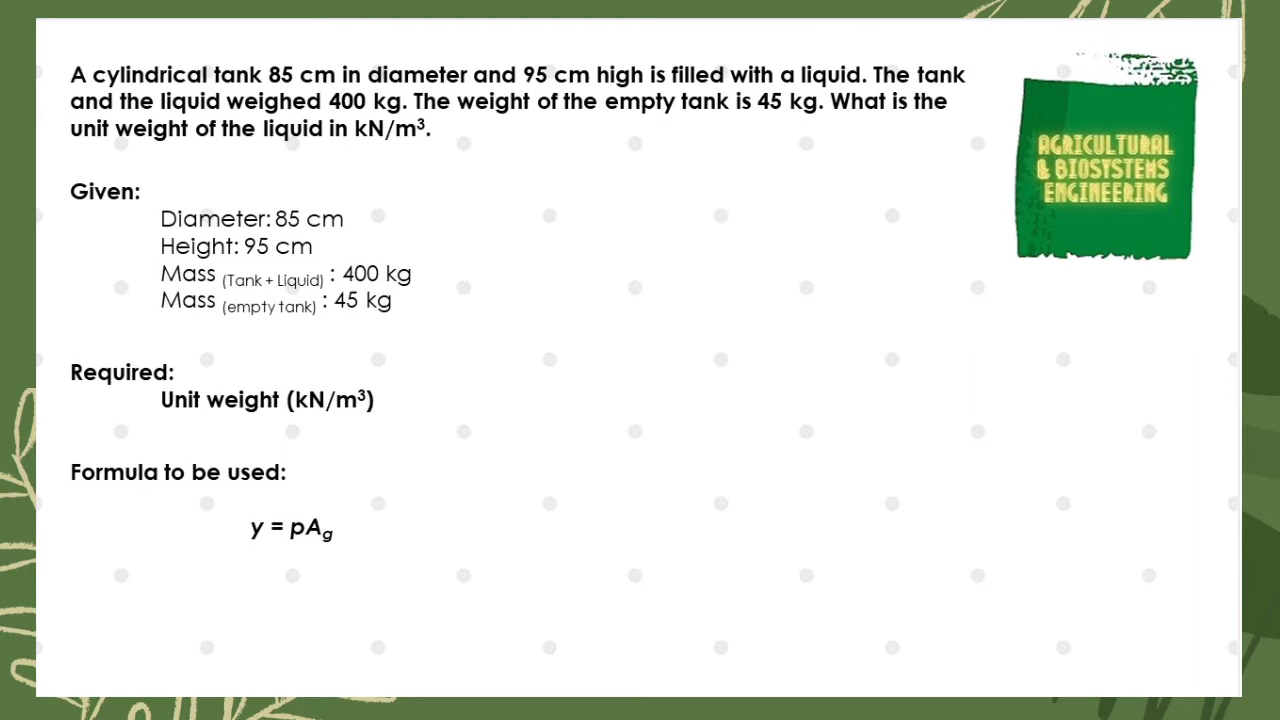 A cylindrical tank 85 cm in diameter and 95 cm high is filled with a liquid. The tank
and the liquid weighed 400 kg. The weight of the empty tank is 45 kg. What is the
unit weight of the liquid in kN/m³.
AGRICULTURAL
& BIOSYSTEMS
ENGINEERING
Given:
Diameter: 85 cm
Height: 95 cm
Mass (Tank + Liquid) : 400 kg
Mass (empty tank) : 45 kg
Required:
Unit weight (kN/m³)
Formula to be used:
y = pAg